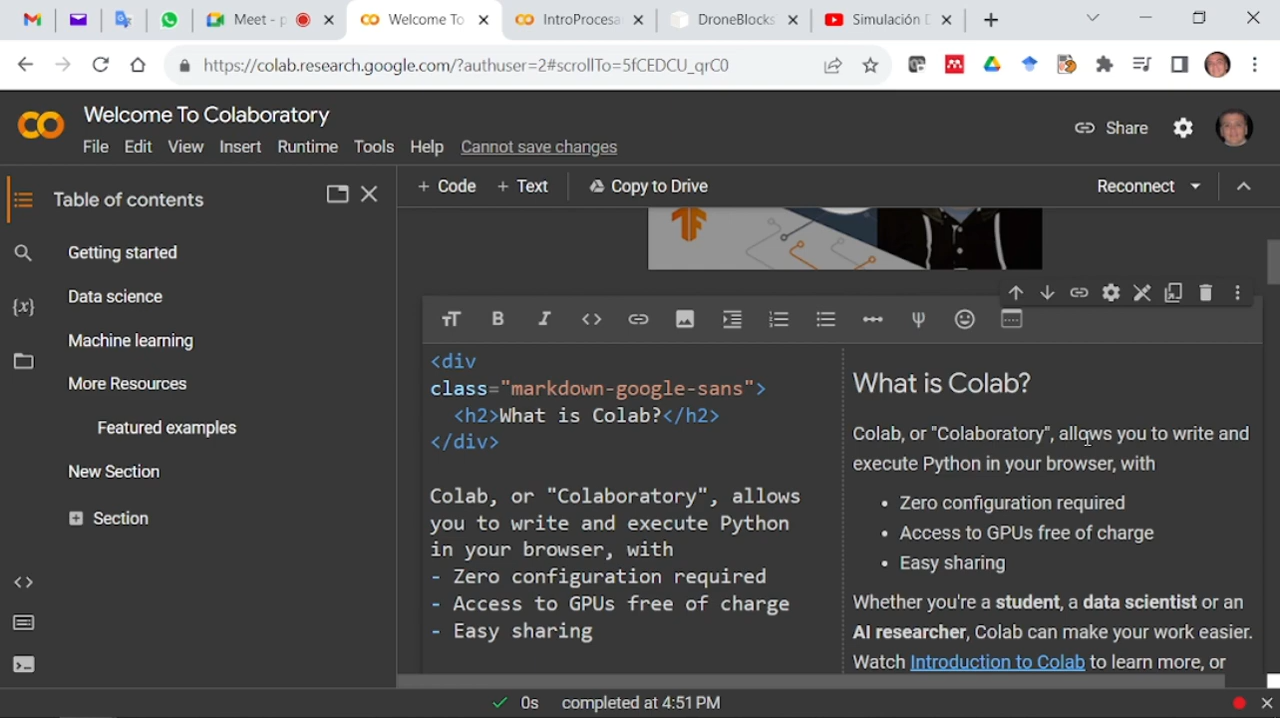 Meet - p
Welcome To
IntroProcesa
DroneBlocks
Simulación D
https://colab.research.google.com/?authuser=2#scrollTo=5fCEDCU_qrC0
Welcome To Colaboratory
File Edit View Insert Runtime Tools Help Cannot save changes
Share
Table of contents
+ Code + Text Copy to Drive
Reconnect
Getting started
Data science
Machine learning
More Resources
Featured examples
New Section
Section
<div
class="markdown-google-sans">
<h2>What is Colab?</h2>
</div>
Colab, or "Colaboratory", allows
you to write and execute Python
in your browser, with
- Zero configuration required
- Access to GPUs free of charge
- Easy sharing
What is Colab?
Colab, or "Colaboratory", allows you to write and
execute Python in your browser, with
• Zero configuration required
• Access to GPUs free of charge
• Easy sharing
Whether you're a student, a data scientist or an
AI researcher, Colab can make your work easier.
Watch Introduction to Colab to learn more, or
0s completed at 4:51 PM